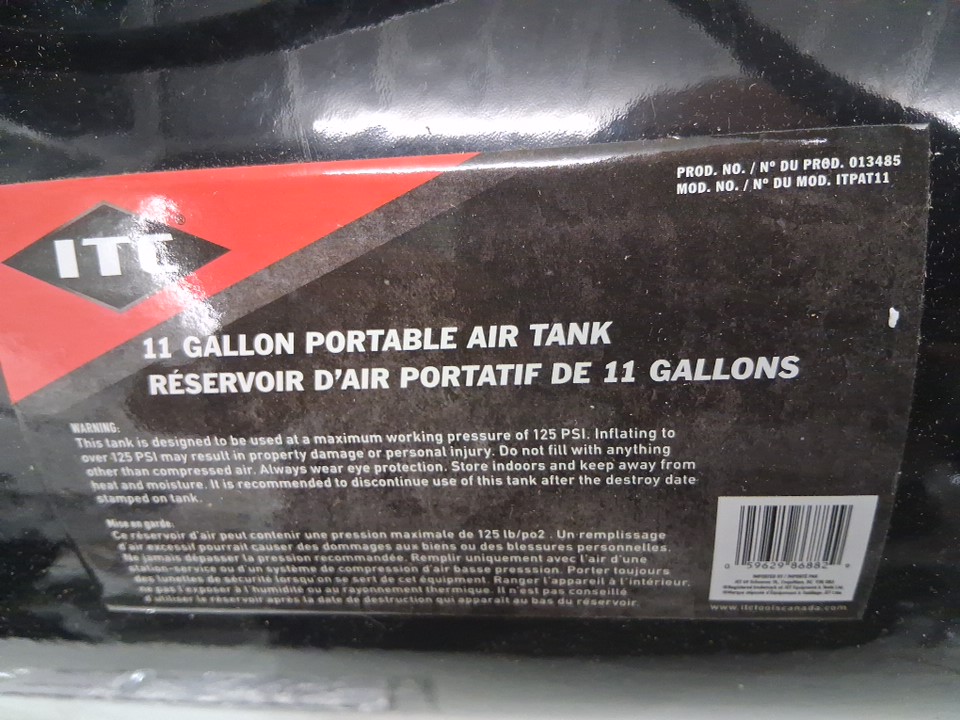 PROD. NO. / Nº DU PROD. 013485
MOD. NO. / Nº DU MOD. ITPAT11
ITC
11 GALLON PORTABLE AIR TANK
RÉSERVOIR D'AIR PORTATIF DE 11 GALLONS
WARNING:
This tank is designed to be used at a maximum working pressure of 125 PSI. Inflating to
over 125 PSI may result in property damage or personal injury. Do not fill with anything
other than compressed air. Always wear eye protection. Store indoors and keep away from
heat and moisture. It is recommended to discontinue use of this tank after the destroy date
stamped on tank.
Mise en garde.
Ce réservoir d'air peut contenir une pression maximale de 125 lb/po2 . Un remplissage
d'air excessif pourrait causer des dommages aux biens ou des blessures personnelles.
Ne jamais dépasser la pression recommandée. Remplir uniquement avec l'air d'une
station-service ou d'un système de compression d'air basse pression. Porter toujours
des lunettes de sécurité lorsqu'on se sert de cet équipement. Ranger l'appareil à l'intérieur.
Ne pas l'exposer à l'humidité ou au rayonnement thermique. Il n'est pas conseillé
d'utiliser le réservoir après la date de destruction qui apparaît au bas du réservoir.
0 59629 86882 9
IMPORTED BY / IMPORTÉ PAR
www.itctoolscanada.com